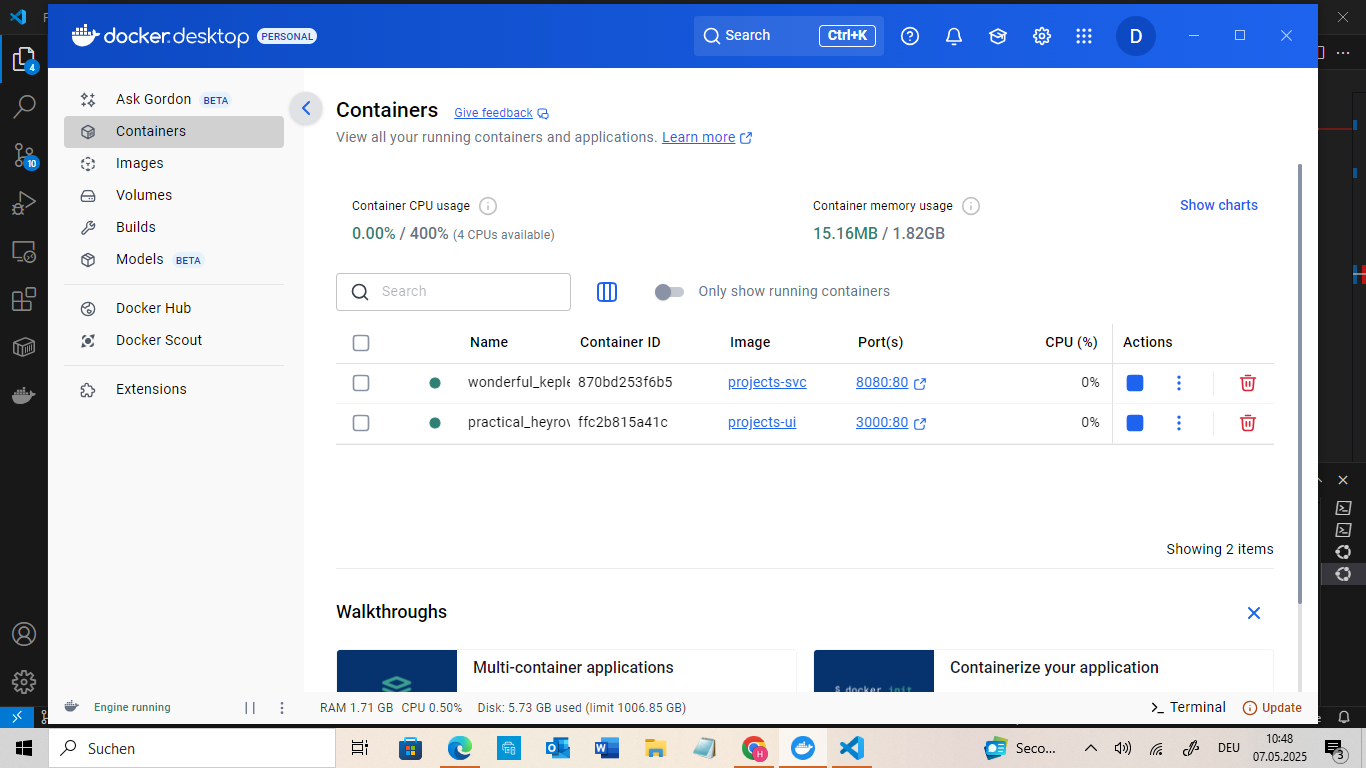 docker.desktop PERSONAL Search Ctrl+K D
4
Ask Gordon BETA
Containers
Images
Volumes
Builds
Models BETA
Docker Hub
Docker Scout
Extensions
10
Containers Give feedback
View all your running containers and applications. Learn more
Container CPU usage
0.00% / 400% (4 CPUs available)
Container memory usage
15.16MB / 1.82GB
Show charts
Search
Only show running containers
Name Container ID Image Port(s) CPU (%) Actions
wonderful_keple 870bd253f6b5 projects-svc 8080:80 0%
practical_heyrov ffc2b815a41c projects-ui 3000:80 0%
Showing 2 items
Walkthroughs
Multi-container applications
Containerize your application
$ docker init
Engine running RAM 1.71 GB CPU 0.50% Disk: 5.73 GB used (limit 1006.85 GB) Terminal Update
Suchen
Seco...
DEU
10:48
07.05.2025
3